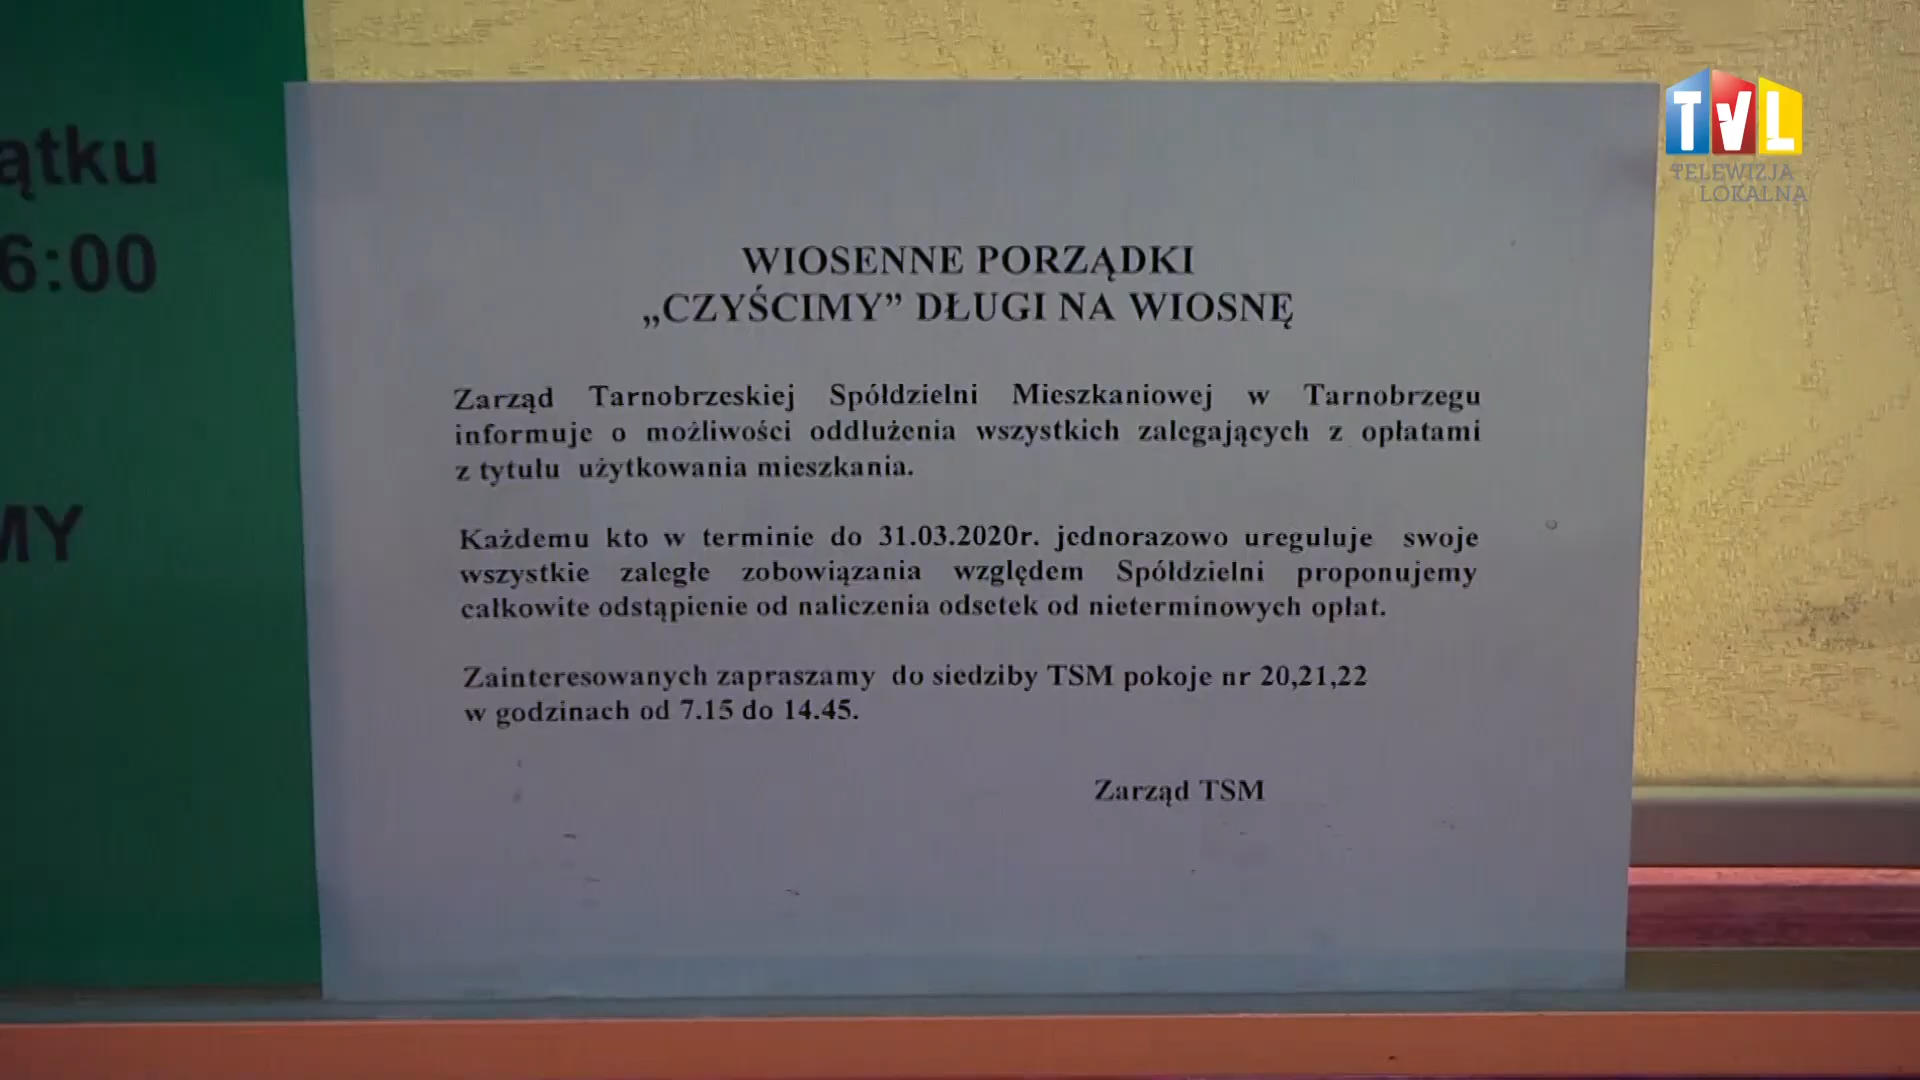 ątku
6:00
MY
WIOSENNE PORZĄDKI
„CZYŚCIMY” DŁUGI NA WIOSNĘ
Zarząd Tarnobrzeskiej Spółdzielni Mieszkaniowej w Tarnobrzegu
informuje o możliwości oddłużenia wszystkich zalegających z opłatami
z tytułu użytkowania mieszkania.
Każdemu kto w terminie do 31.03.2020r. jednorazowo ureguluje swoje
wszystkie zaległe zobowiązania względem Spółdzielni proponujemy
całkowite odstąpienie od naliczenia odsetek od nieterminowych opłat.
Zainteresowanych zapraszamy do siedziby TSM pokoje nr 20,21,22
w godzinach od 7.15 do 14.45.
Zarząd TSM
TVL
TELEWIZJA
LOKALNA